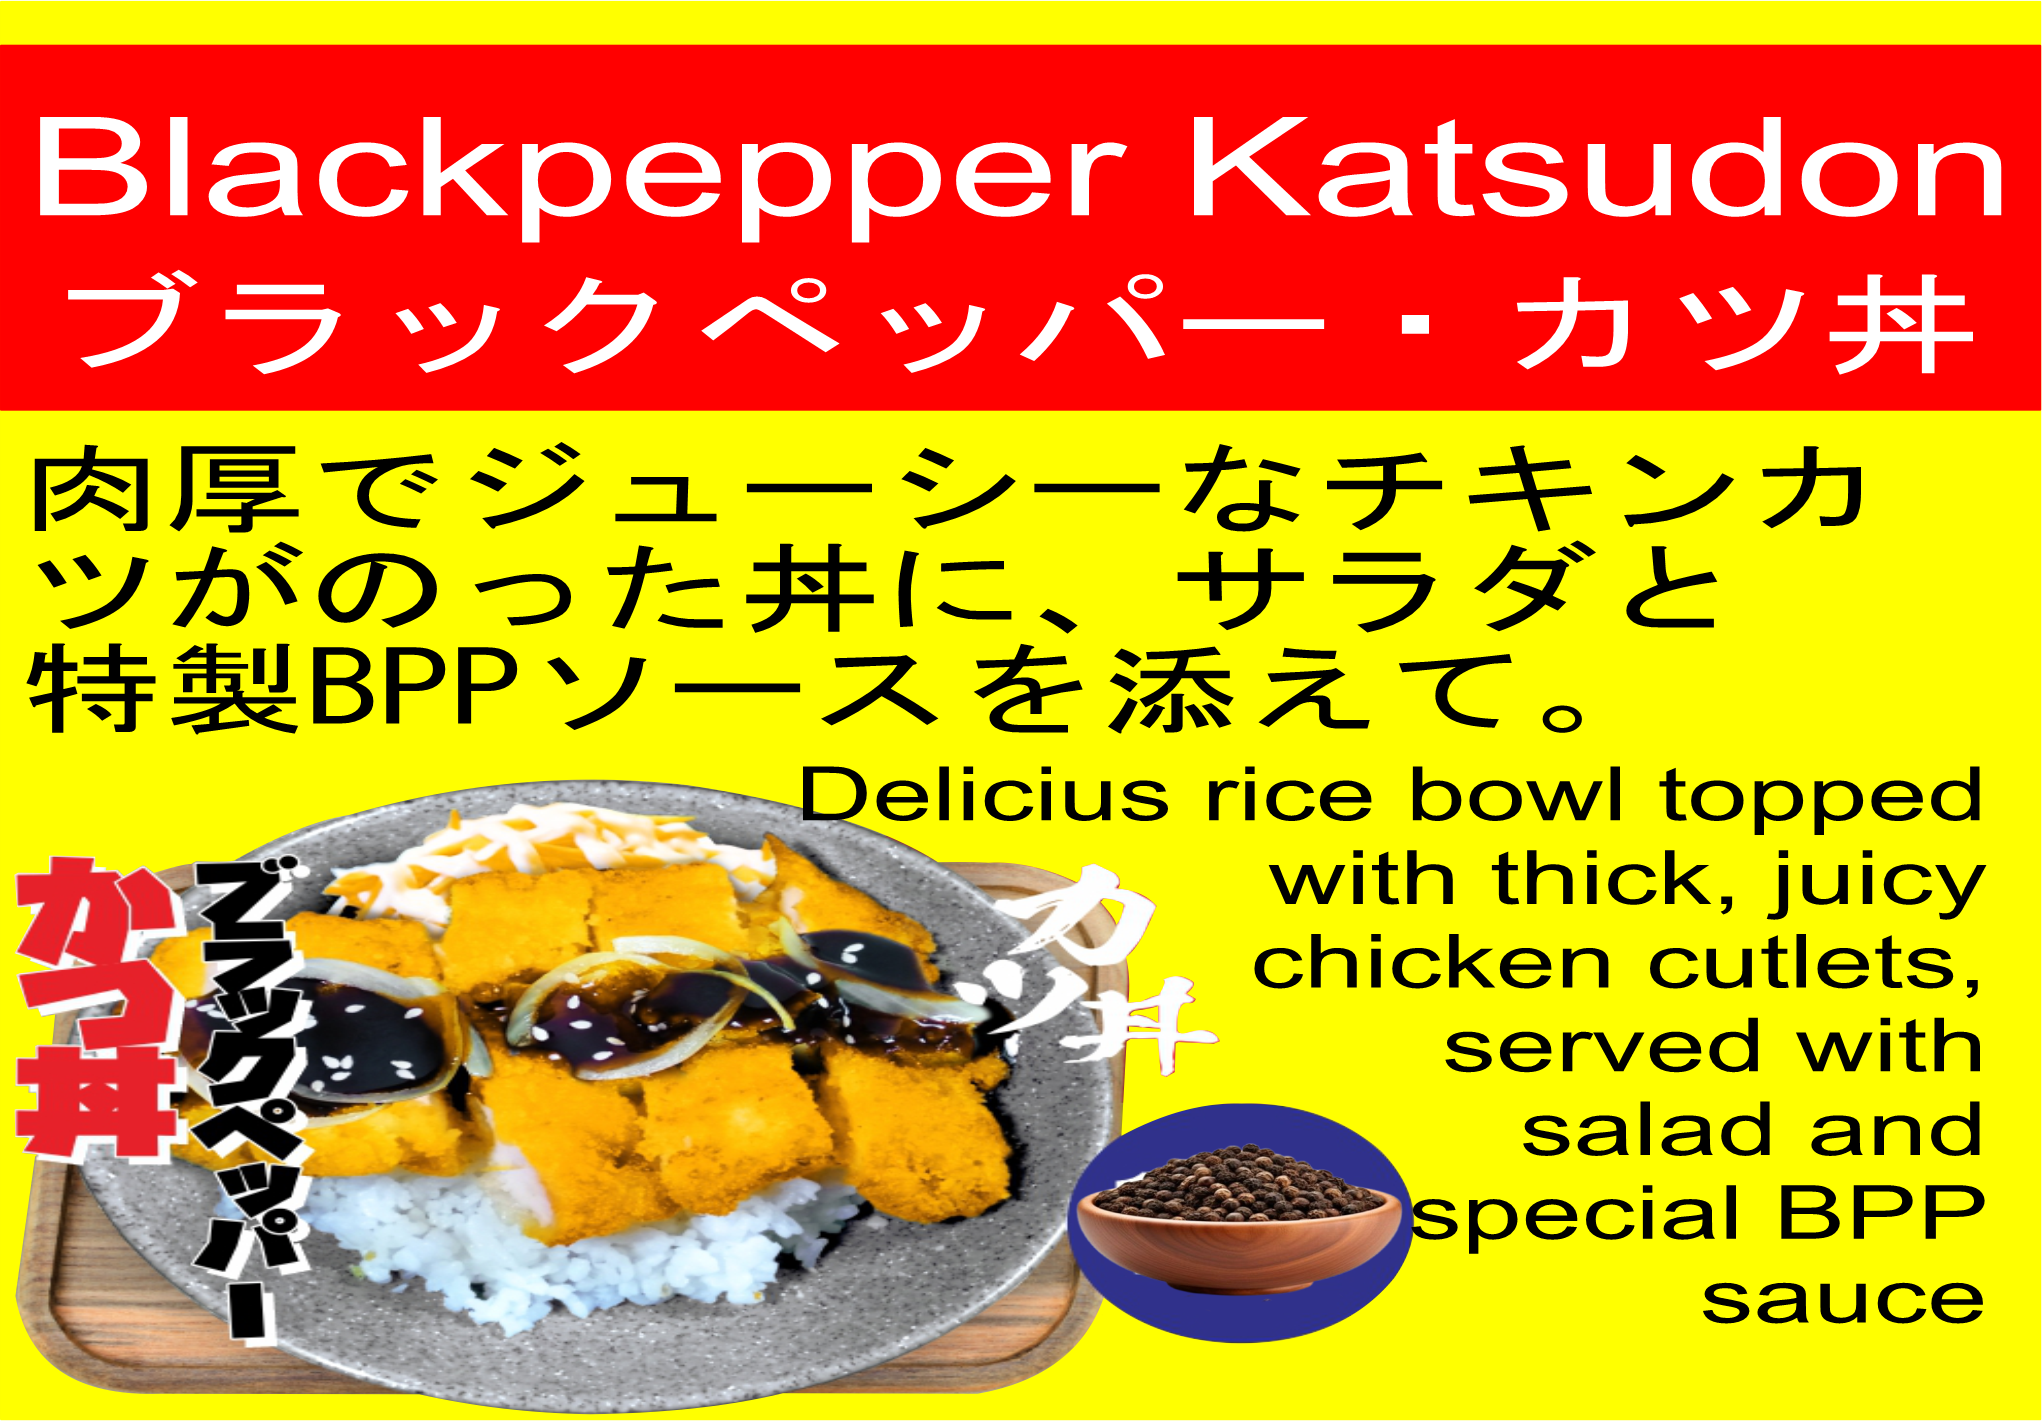 Blackpepper Katsudon
ブラックペッパー・カツ丼
肉厚でジューシーなチキンカ
ツがのった丼に、サラダと
特製BPPソースを添えて。
Delicius rice bowl topped
with thick, juicy
chicken cutlets,
served with
salad and
special BPP
sauce
かつ丼
ブラックペッパー
カツ丼